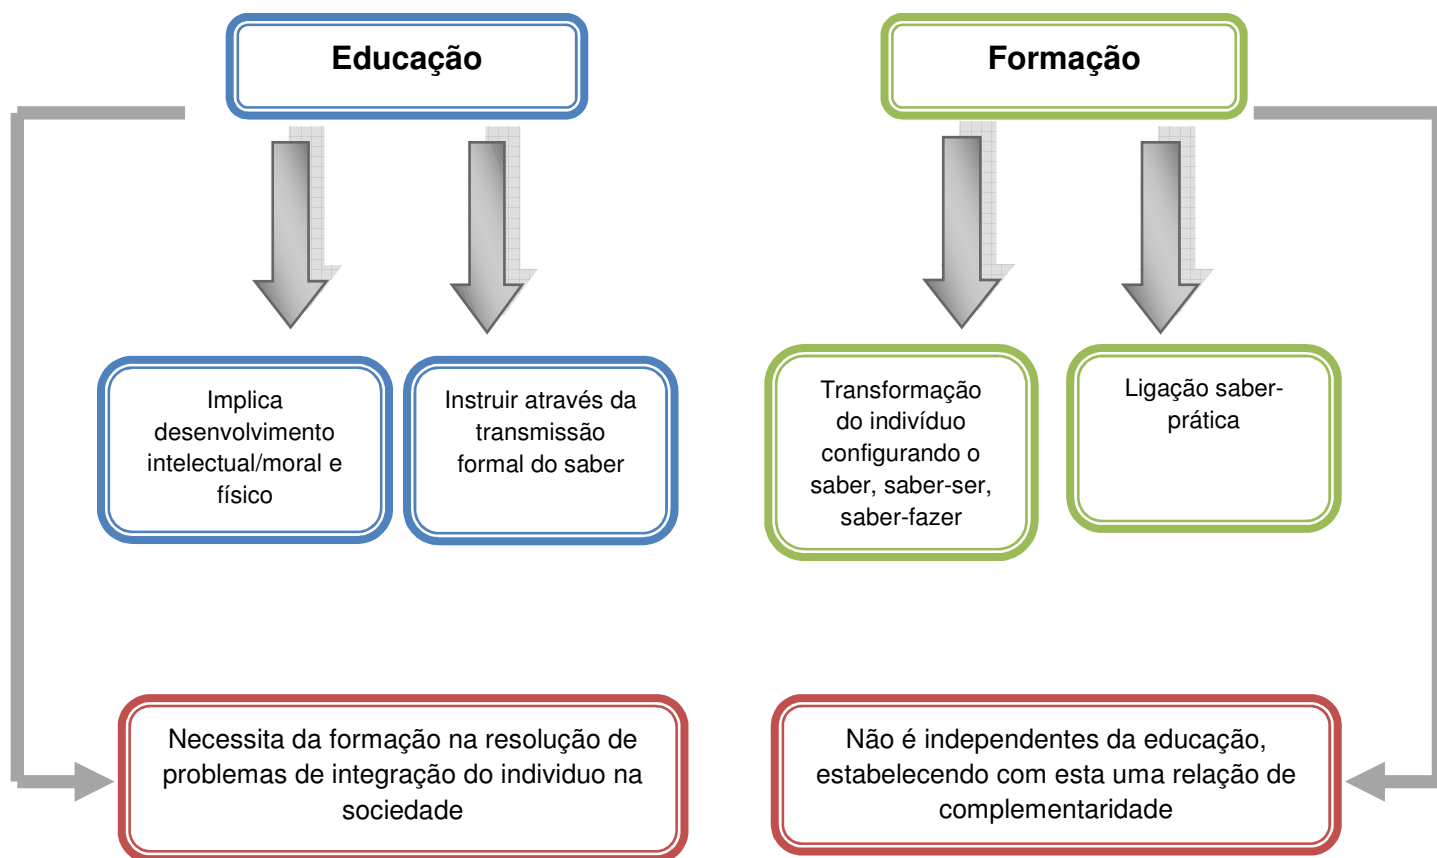 Educação
Formação
Implica
desenvolvimento
intelectual/moral e
físico
Instruir através da
transmissão
formal do saber
Transformação
do indivíduo
configurando o
saber, saber-ser,
saber-fazer
Ligação saber-
prática
Necessita da formação na resolução de
problemas de integração do individuo na
sociedade
Não é independentes da educação,
estabelecendo com esta uma relação de
complementaridade